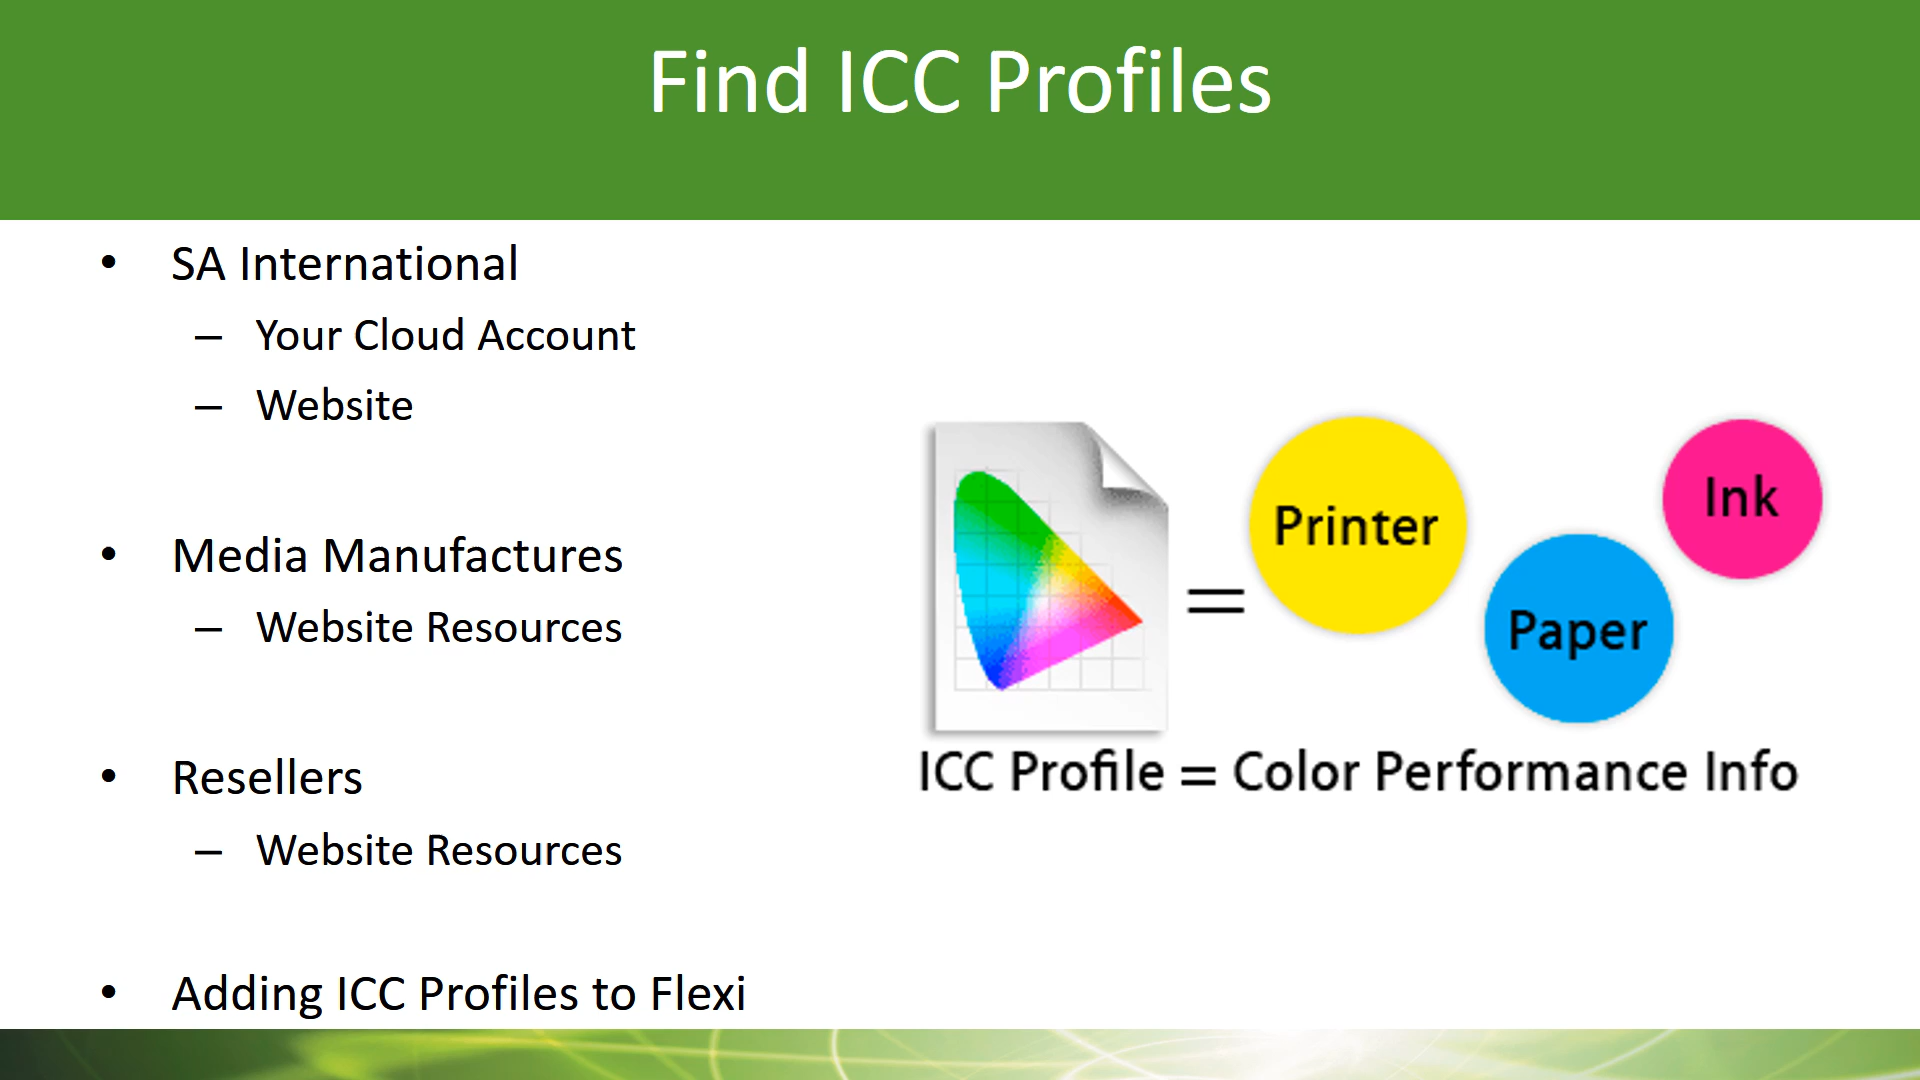 Find ICC Profiles
• SA International
– Your Cloud Account
– Website
• Media Manufactures
– Website Resources
• Resellers
– Website Resources
• Adding ICC Profiles to Flexi
= Printer Paper Ink
ICC Profile = Color Performance Info